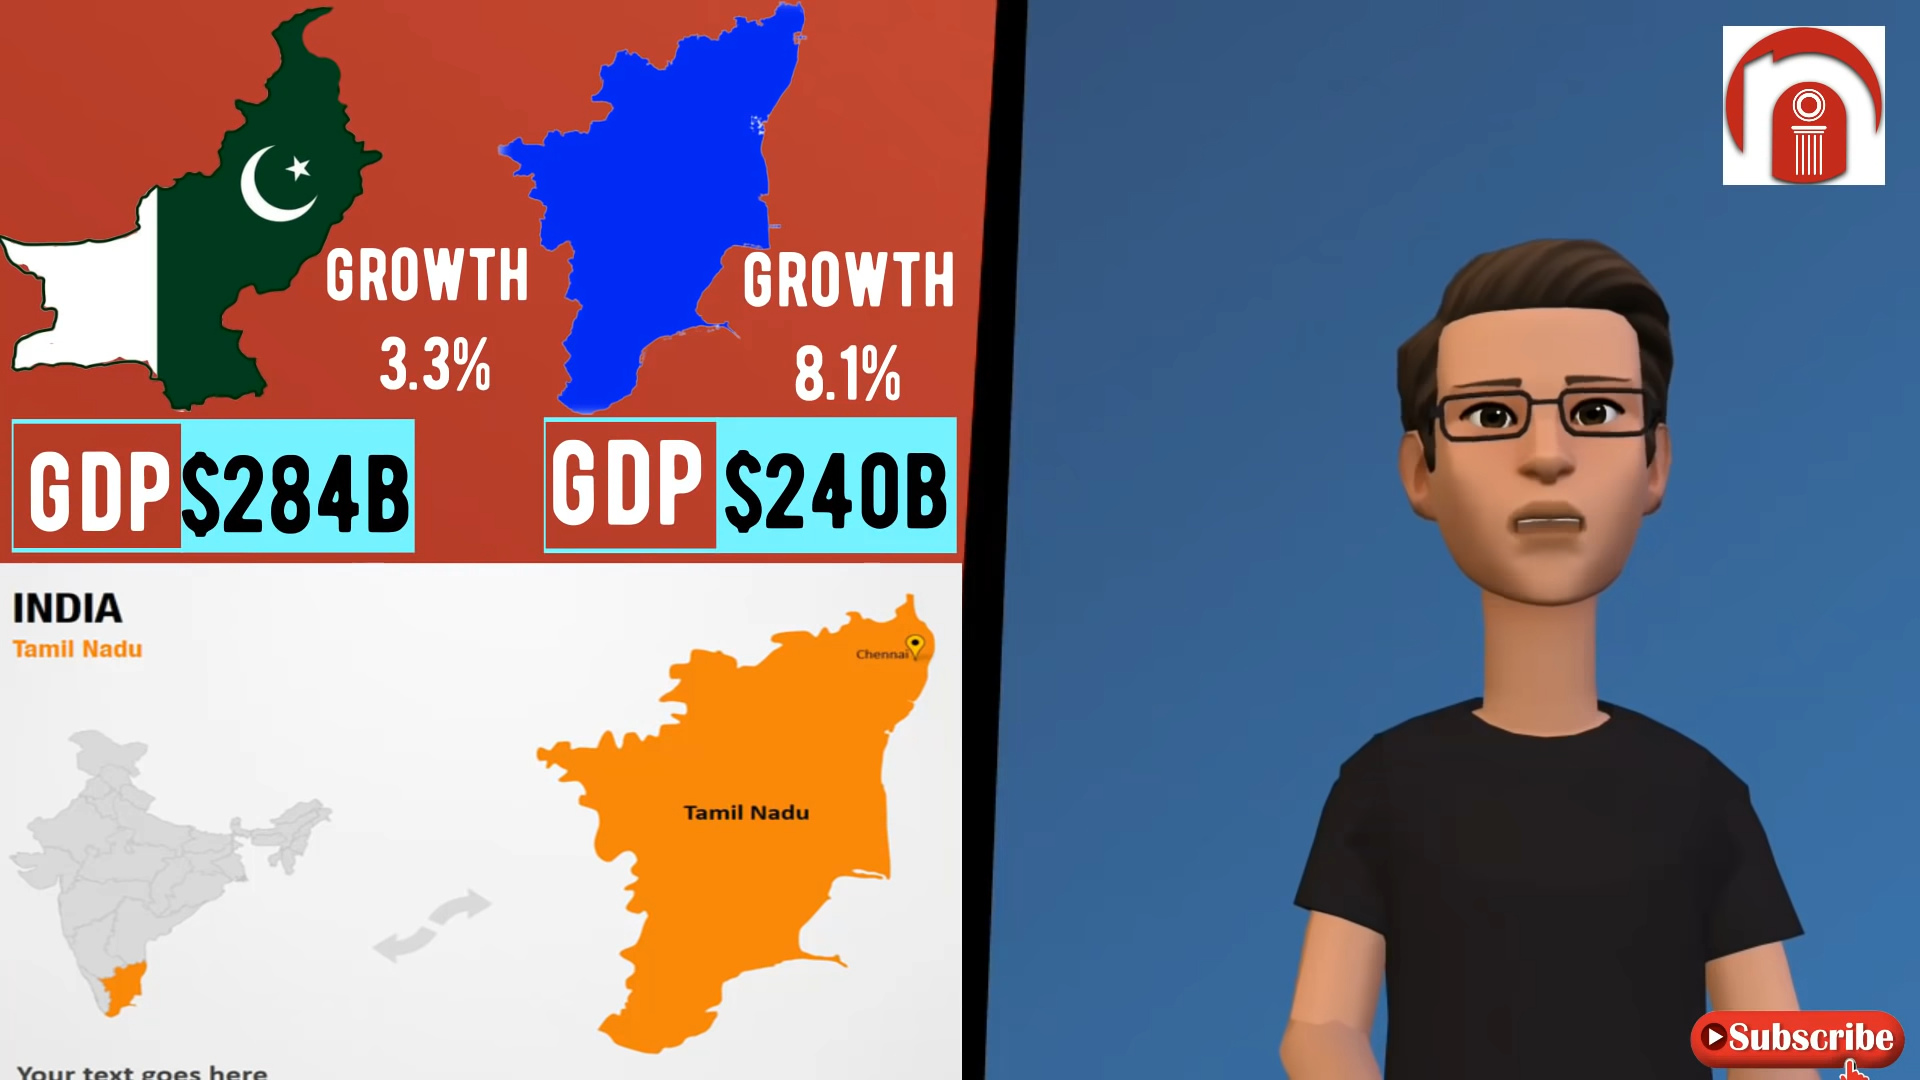 GROWTH
3.3%
GDP $284B
GROWTH
8.1%
GDP $240B
INDIA
Tamil Nadu
Chennai
Tamil Nadu
Your text goes here
Subscribe